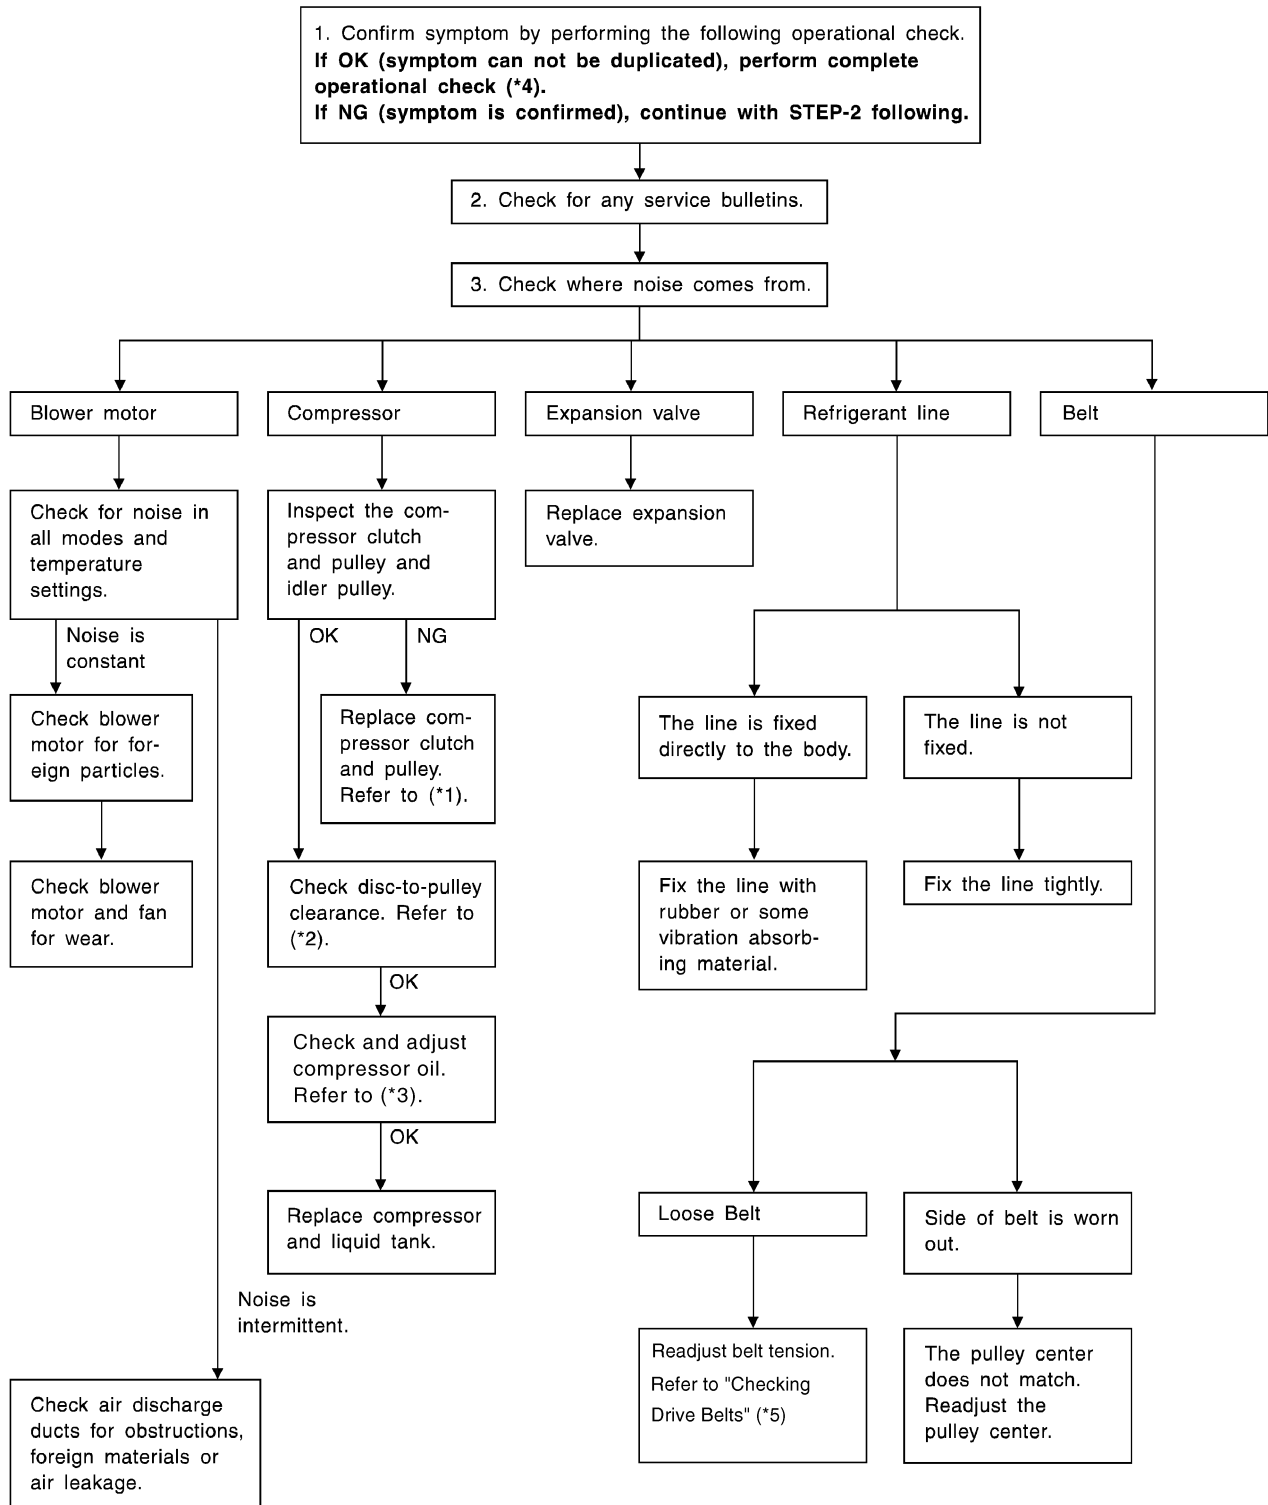 1. Confirm symptom by performing the following operational check.
If OK (symptom can not be duplicated), perform complete
operational check (*4).
If NG (symptom is confirmed), continue with STEP-2 following.
2. Check for any service bulletins.
3. Check where noise comes from.
Blower motor
Compressor
Expansion valve
Refrigerant line
Belt
Check for noise in
all modes and
temperature
settings.
Inspect the com-
pressor clutch
and pulley and
idler pulley.
Replace expansion
valve.
Noise is
constant
OK
NG
Check blower
motor for for-
eign particles.
Replace com-
pressor clutch
and pulley.
Refer to (*1).
The line is fixed
directly to the body.
The line is not
fixed.
Check blower
motor and fan
for wear.
Check disc-to-pulley
clearance. Refer to
(*2).
Fix the line with
rubber or some
vibration absorb-
ing material.
Fix the line tightly.
OK
Check and adjust
compressor oil.
Refer to (*3).
OK
Replace compressor
and liquid tank.
Loose Belt
Side of belt is worn
out.
Noise is
intermittent.
Readjust belt tension.
Refer to "Checking
Drive Belts" (*5)
The pulley center
does not match.
Readjust the
pulley center.
Check air discharge
ducts for obstructions,
foreign materials or
air leakage.